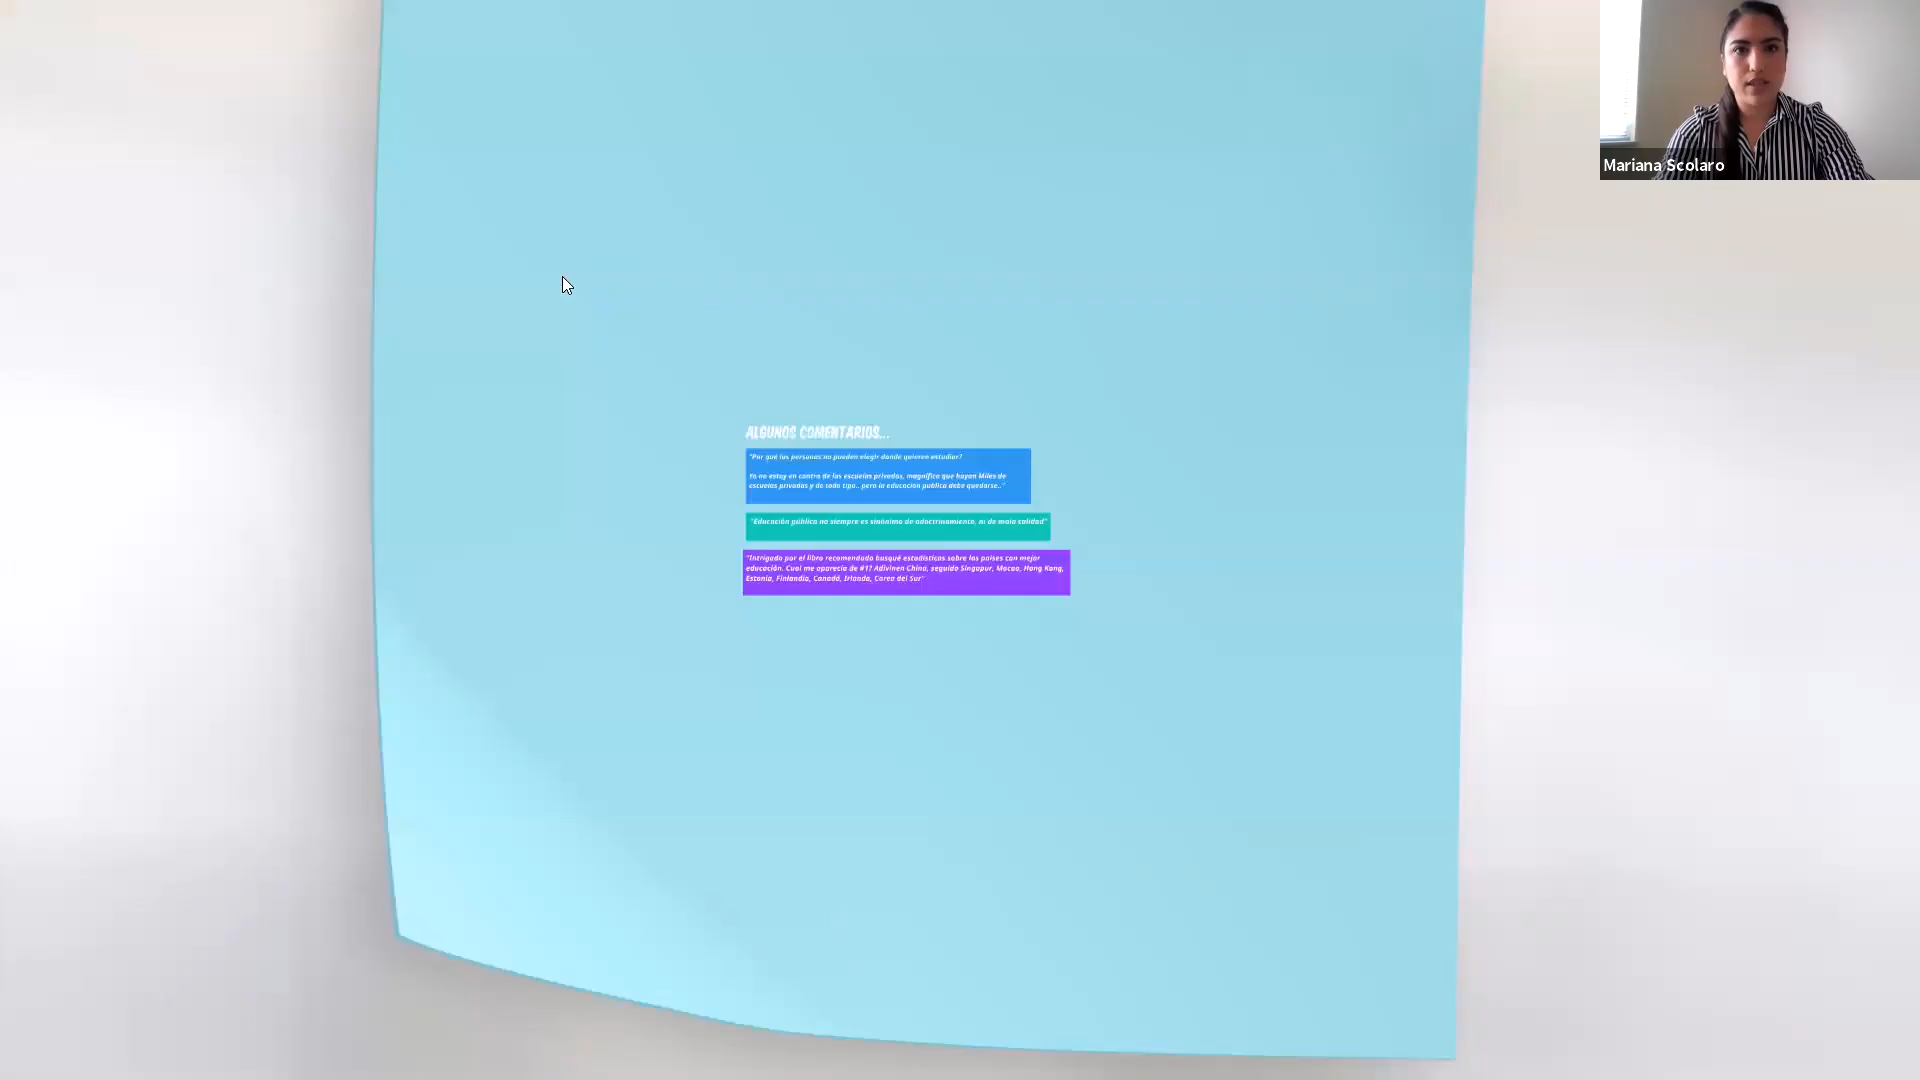 Mariana Scolaro
ALGUNOS COMENTARIOS...
"Por qué las personas no pueden elegir donde quieren estudiar?
Yo no estoy en contra de las escuelas privadas, magnífico que hayan Miles de
escuelas privadas y de todo tipo.. pero la educación publica debe quedarse.."
"Educación pública no siempre es sinónimo de adoctrinamiento, ni de mala calidad"
"Intrigado por el libro recomendado busqué estadísticas sobre los países con mejor
educación. Cual me aparecía de #1? Adivinen China, seguido Singapur, Macao, Hong Kong,
Estonia, Finlandia, Canadá, Irlanda, Corea del Sur"